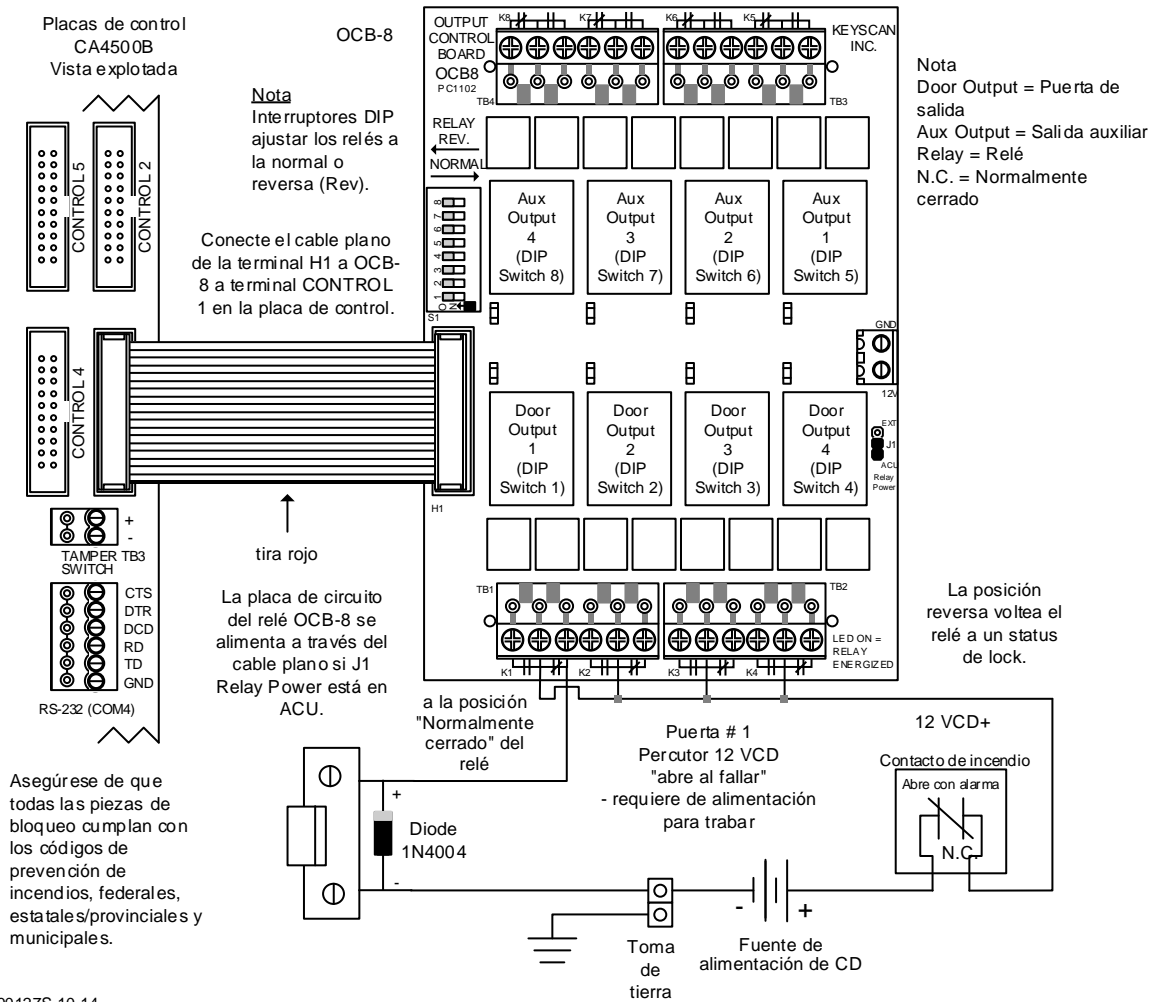 Placas de control
CA4500B
Vista explotada
OCB-8
Nota
Interruptores DIP
ajustar los relés a
la normal o
reversa (Rev).
Conecte el cable plano
de la terminal H1 a OCB-
8 a terminal CONTROL
1 en la placa de control.
CONTROL 5
CONTROL 2
CONTROL 4
OUTPUT
CONTROL
BOARD
OCB8
PC1102
K8
K7
K6
K5
KEYSCAN
INC.
TB4
TB3
RELAY
REV.
NORMAL
8
7
6
5
4
3
2
1
ON
S1
Aux
Output
4
(DIP
Switch 8)
Aux
Output
3
(DIP
Switch 7)
Aux
Output
2
(DIP
Switch 6)
Aux
Output
1
(DIP
Switch 5)
Nota
Door Output = Puerta de
salida
Aux Output = Salida auxiliar
Relay = Relé
N.C. = Normalmente
cerrado
GND
12V
EXT
J1
ACU
Relay
Power
Door
Output
1
(DIP
Switch 1)
Door
Output
2
(DIP
Switch 2)
Door
Output
3
(DIP
Switch 3)
Door
Output
4
(DIP
Switch 4)
H1
+
-
TAMPER TB3
SWITCH
CTS
DTR
DCD
RD
TD
GND
RS-232 (COM4)
tira rojo
La placa de circuito
del relé OCB-8 se
alimenta a través del
cable plano si J1
Relay Power está en
ACU.
TB1
TB2
K1
K2
K3
K4
LED ON =
RELAY
ENERGIZED
La posición
reversa voltea el
relé a un status
de lock.
a la posición
"Normalmente
cerrado" del
relé
Puerta # 1
Percutor 12 VCD
"abre al fallar"
- requiere de alimentación
para trabar
12 VCD+
Contacto de incendio
Abre con alarma
N.C.
Asegúrese de que
todas las piezas de
bloqueo cumplan con
los códigos de
prevención de
incendios, federales,
estatales/provinciales y
municipales.
+
Diode
1N4004
-
- +
Toma
de
tierra
Fuente de
alimentación de CD